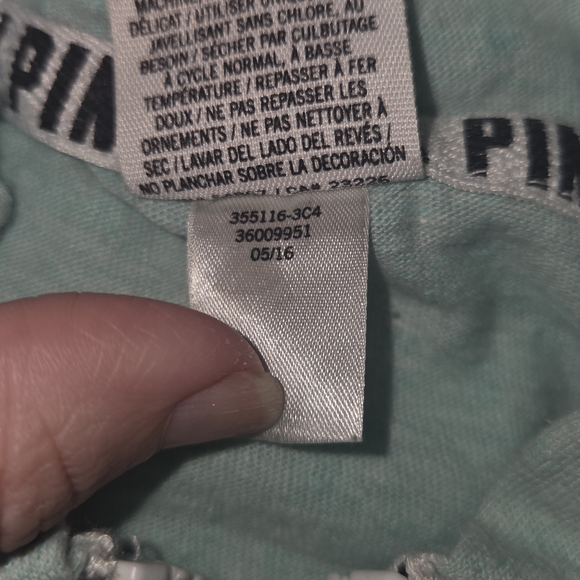 PIN
DÉLICAT / UTILISER
JAVELLISANT SANS CHLORE, AU
BESOIN / SÉCHER PAR CULBUTAGE
À CYCLE NORMAL, À BASSE
TEMPÉRATURE / REPASSER À FER
DOUX / NE PAS REPASSER LES
ORNEMENTS / NE PAS NETTOYER À
SEC / LAVAR DEL LADO DEL REVÉS /
NO PLANCHAR SOBRE LA DECORACIÓN
CA# 23226
PIN
355116-3C4
36009951
05/16